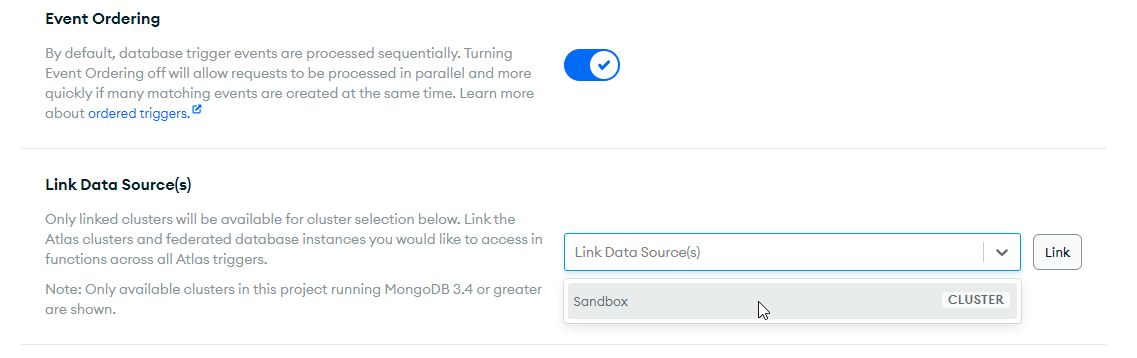 Event Ordering
By default, database trigger events are processed sequentially. Turning
Event Ordering off will allow requests to be processed in parallel and more
quickly if many matching events are created at the same time. Learn more
about ordered triggers.
Link Data Source(s)
Only linked clusters will be available for cluster selection below. Link the
Atlas clusters and federated database instances you would like to access in
functions across all Atlas triggers.
Note: Only available clusters in this project running MongoDB 3.4 or greater
are shown.
Link Data Source(s)
Link
Sandbox CLUSTER